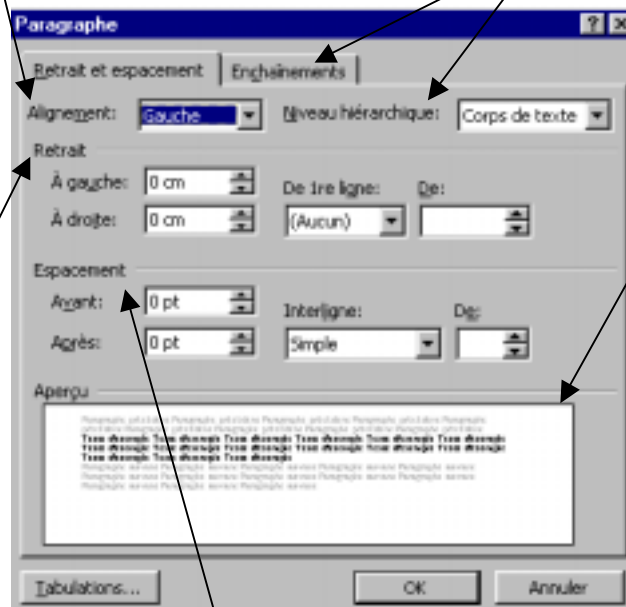 Paragraphe
Retrait et espacement Enchaînements
Alignement: Gauche Niveau hiérarchique: Corps de texte
Retrait
À gauche: 0 cm De 1re ligne: De:
À droite: 0 cm (Aucun)
Espacement
Avant: 0 pt Interligne: De:
Après: 0 pt Simple
Aperçu
Tabulations... OK Annuler